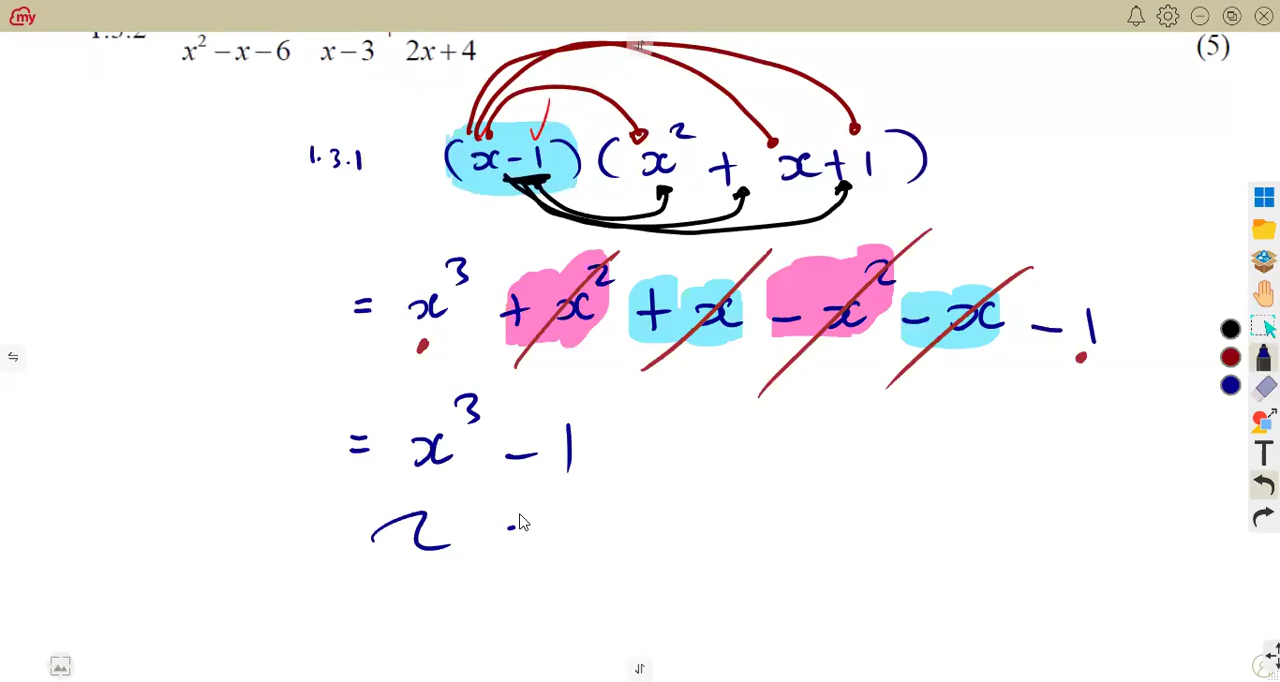 my
x² − x − 6 x − 3 2x + 4 (5)
1.3.1 (x − 1)(x² + x + 1)
= x³ + x² + x − x² − x − 1
= x³ − 1
T